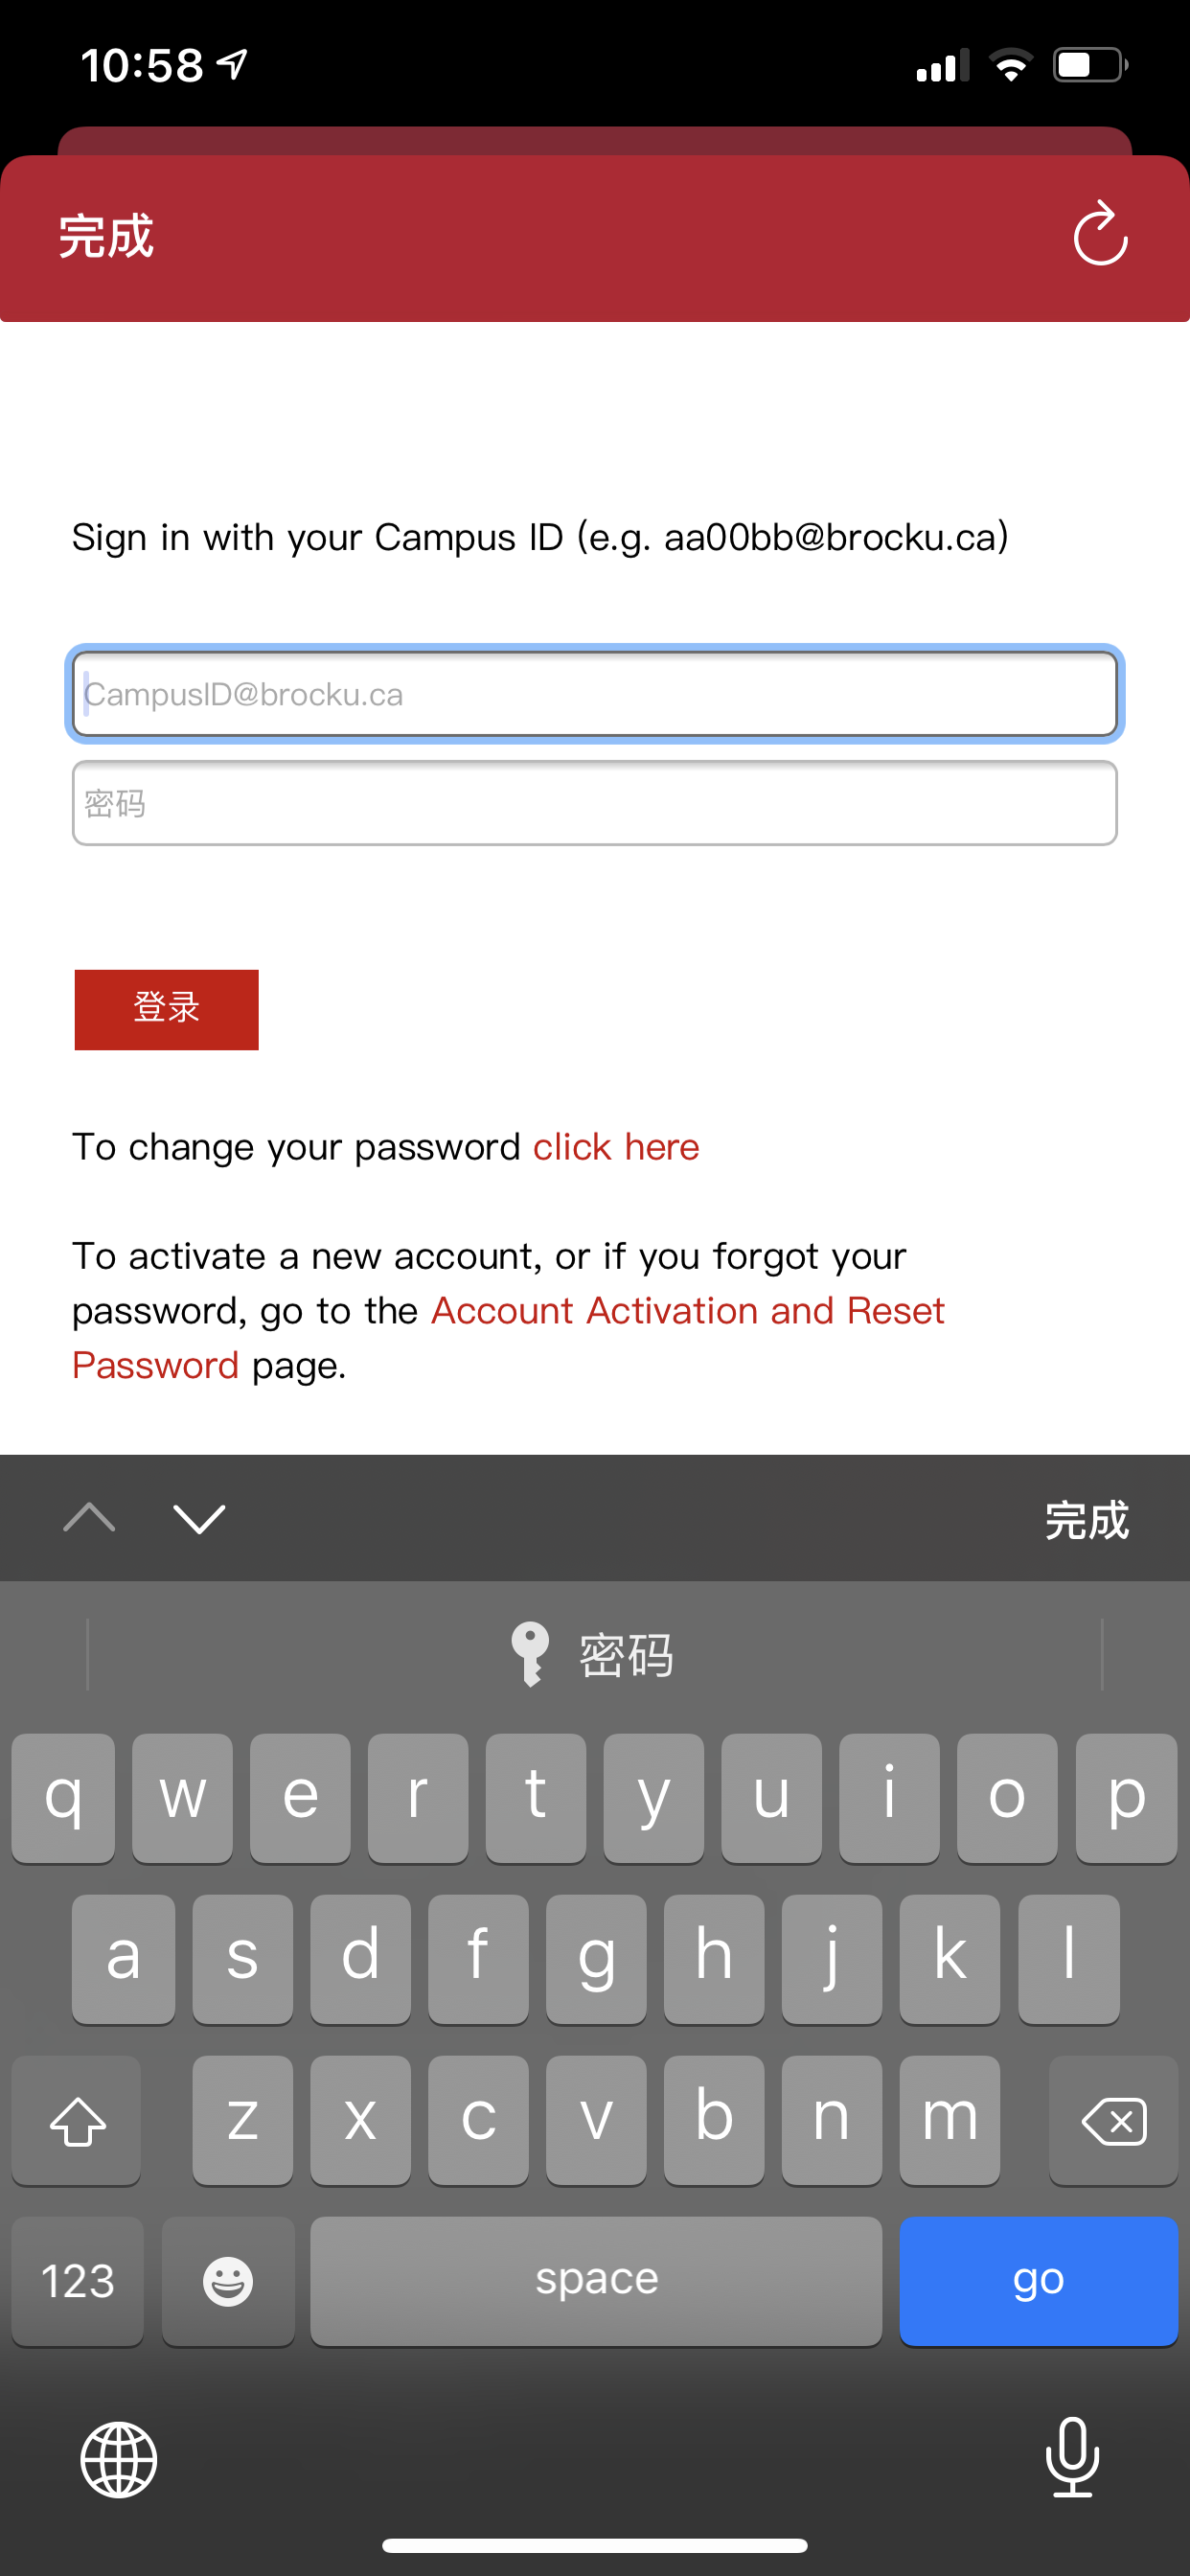 10:58
完成
Sign in with your Campus ID (e.g. aa00bb@brocku.ca)
CampusID@brocku.ca
密码
登录
To change your password click here
To activate a new account, or if you forgot your
password, go to the Account Activation and Reset
Password page.
完成
密码
q w e r t y u i o p
a s d f g h j k l
z x c v b n m
123 space go